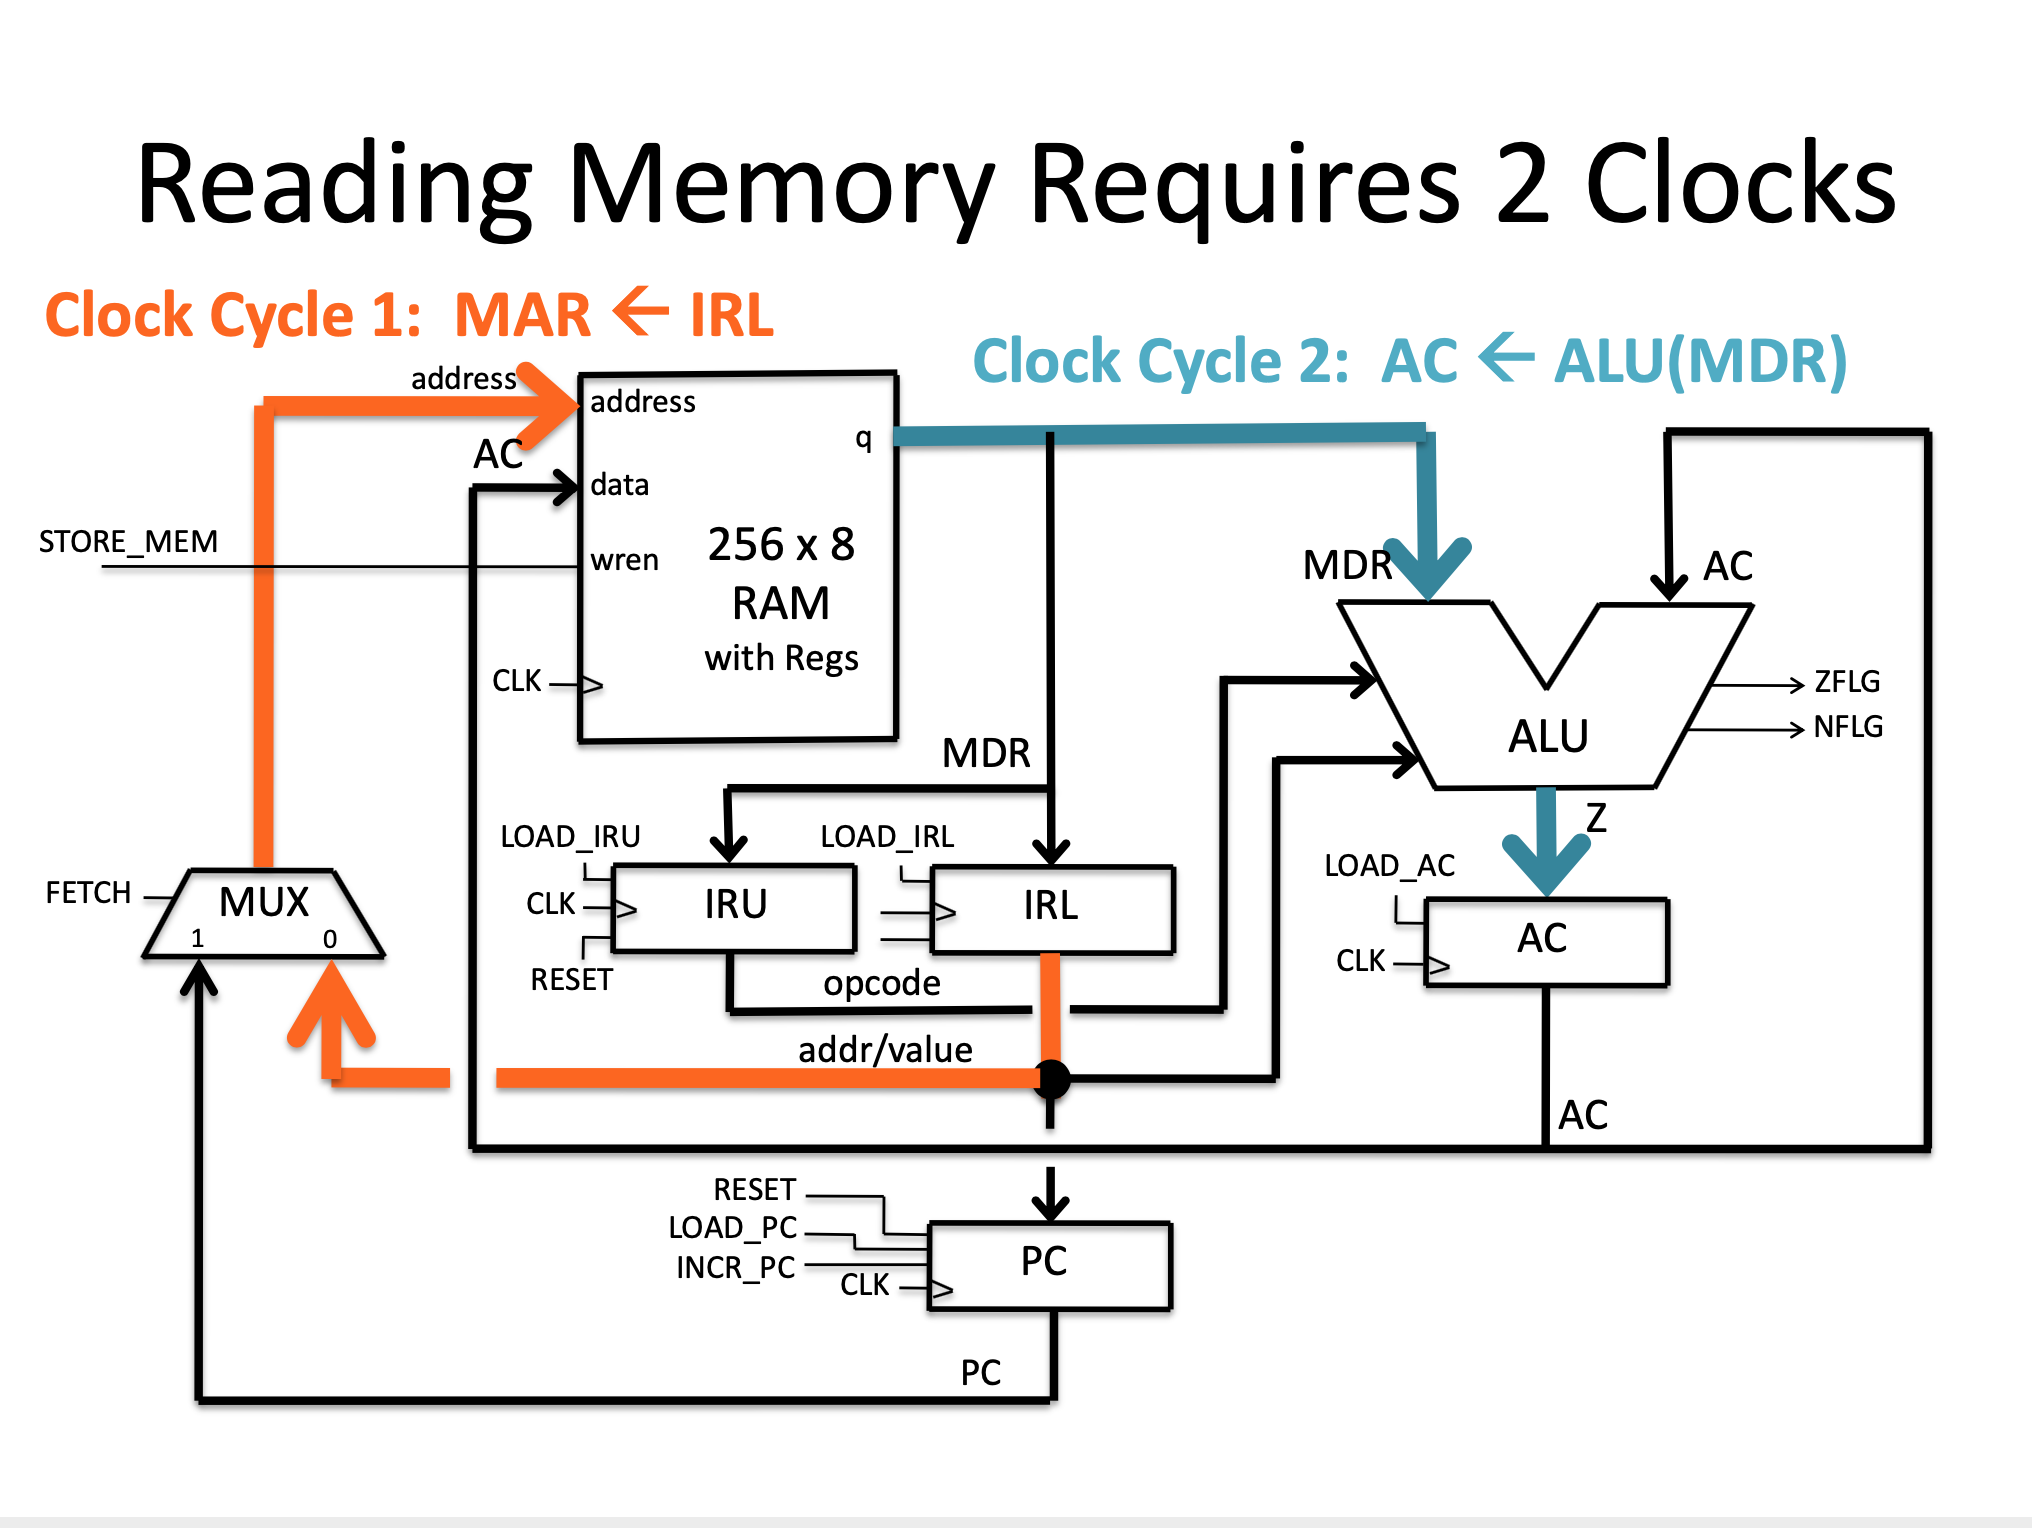 Reading Memory Requires 2 Clocks
Clock Cycle 1: MAR ← IRL
Clock Cycle 2: AC ← ALU(MDR)
address
address
q
AC
data
STORE_MEM
wren
256 x 8
RAM
with Regs
CLK
MDR
AC
ZFLG
NFLG
ALU
MDR
Z
LOAD_IRU
LOAD_IRL
LOAD_AC
FETCH
MUX
1
0
CLK
IRU
IRL
AC
CLK
RESET
opcode
addr/value
AC
RESET
LOAD_PC
INCR_PC
CLK
PC
PC